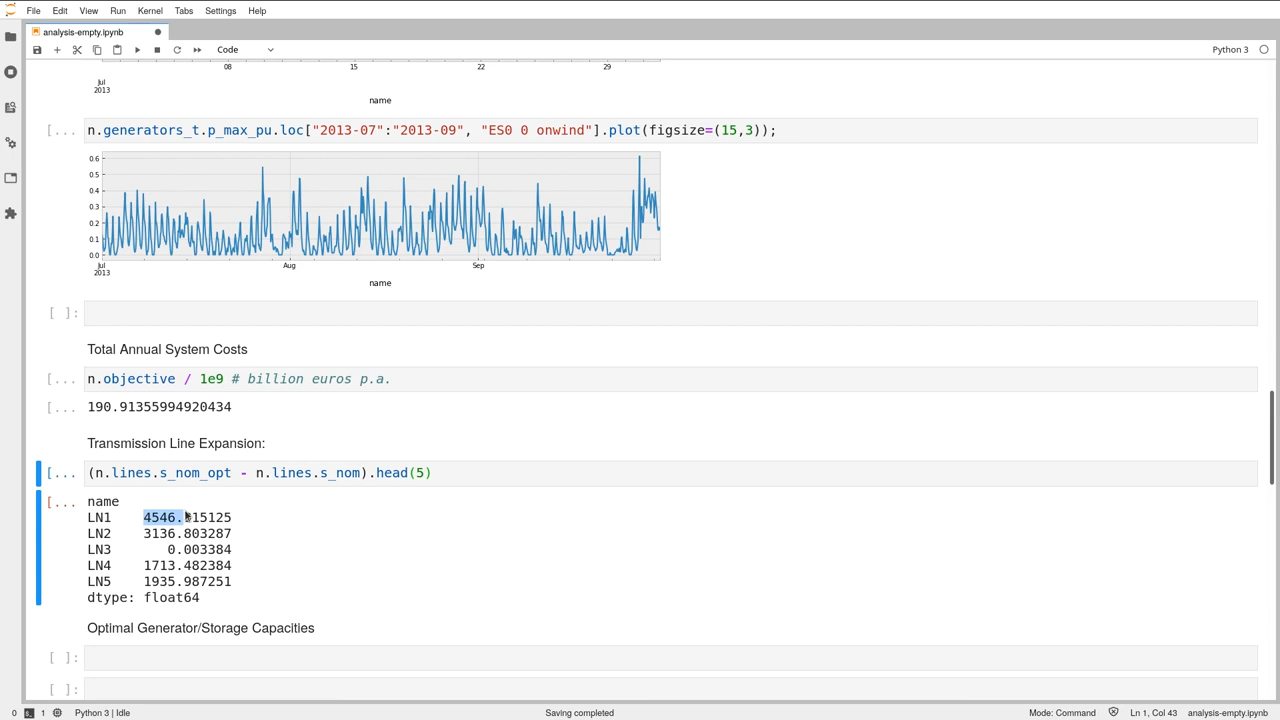 File Edit View Run Kernel Tabs Settings Help
analysis-empty.ipynb
Code
Python 3
08 15 22 29
Jul
2013
name
[... n.generators_t.p_max_pu.loc["2013-07":"2013-09", "ES0 0 onwind"].plot(figsize=(15,3));
0.6
0.5
0.4
0.3
0.2
0.1
0.0
Jul Aug Sep
2013
name
[ ]:
Total Annual System Costs
[... n.objective / 1e9 # billion euros p.a.
[... 190.91355994920434
Transmission Line Expansion:
[... (n.lines.s_nom_opt - n.lines.s_nom).head(5)
[... name
LN1 4546. 15125
LN2 3136.803287
LN3 0.003384
LN4 1713.482384
LN5 1935.987251
dtype: float64
Optimal Generator/Storage Capacities
[ ]:
[ ]:
0 1 Python 3 | Idle Saving completed Mode: Command Ln 1, Col 43 analysis-empty.ipynb